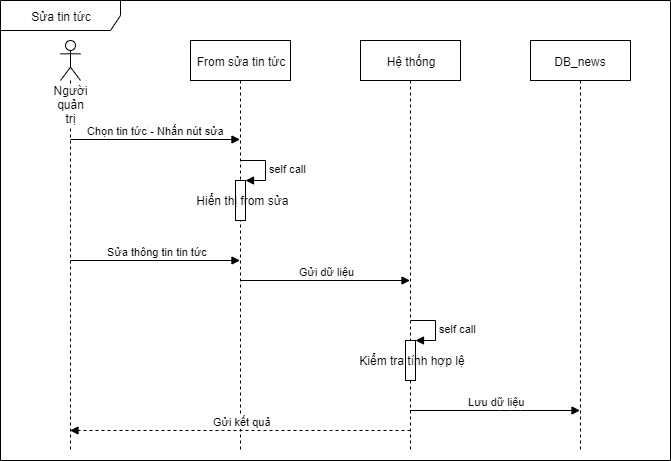 Sửa tin tức
From sửa tin tức
Hệ thống
DB_news
Người
quản
trị
Chọn tin tức - Nhấn nút sửa
self call
Hiển thị from sửa
Sửa thông tin tin tức
Gửi dữ liệu
self call
Kiểm tra tính hợp lệ
Lưu dữ liệu
Gửi kết quả